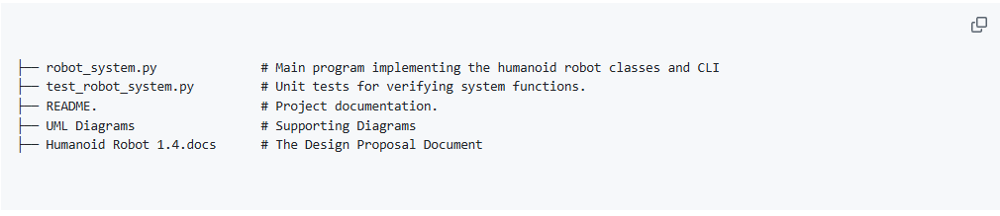 ├── robot_system.py              # Main program implementing the humanoid robot classes and CLI
├── test_robot_system.py         # Unit tests for verifying system functions.
├── README.                      # Project documentation.
├── UML Diagrams                 # Supporting Diagrams
├── Humanoid Robot 1.4.docs      # The Design Proposal Document